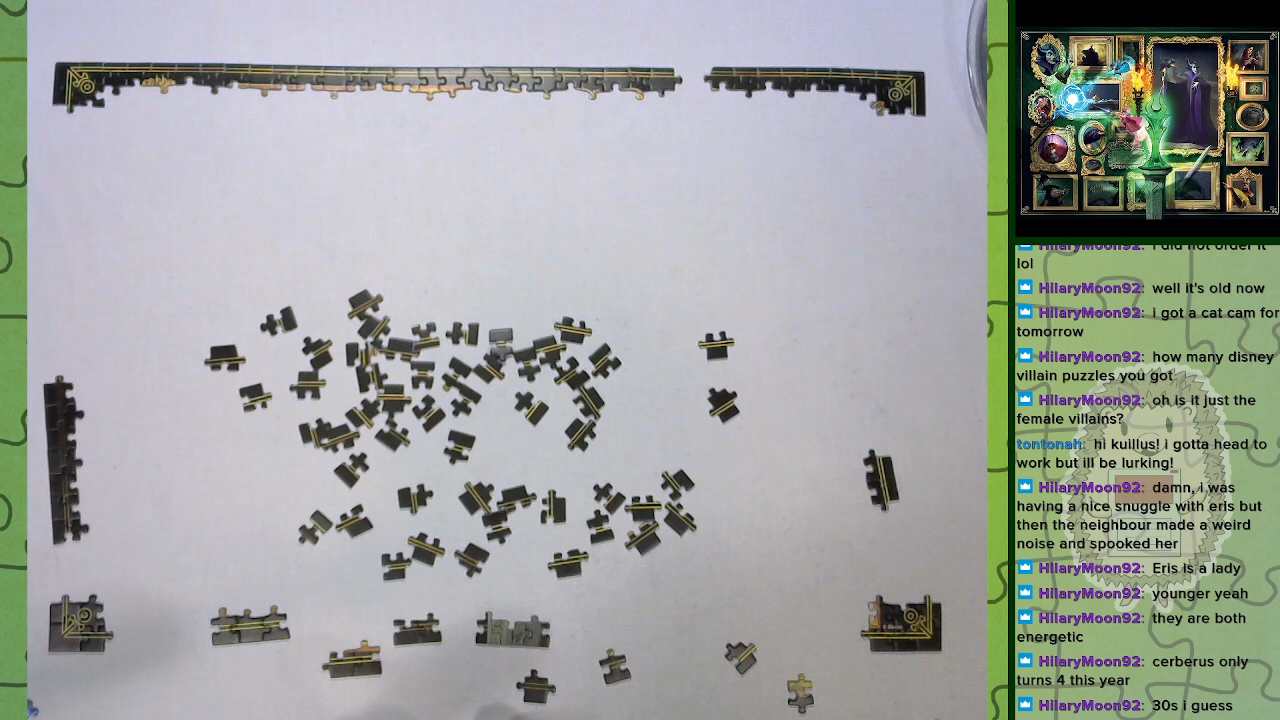 HilaryMoon92: i did not order it
lol
HilaryMoon92: well it's old now
HilaryMoon92: i got a cat cam for
tomorrow
HilaryMoon92: how many disney
villain puzzles you got
HilaryMoon92: oh is it just the
female villains?
tontonah: hi kuillus! i gotta head to
work but ill be lurking!
HilaryMoon92: damn, i was
having a nice snuggle with eris but
then the neighbour made a weird
noise and spooked her
HilaryMoon92: Eris is a lady
HilaryMoon92: younger yeah
HilaryMoon92: they are both
energetic
HilaryMoon92: cerberus only
turns 4 this year
HilaryMoon92: 30s i guess